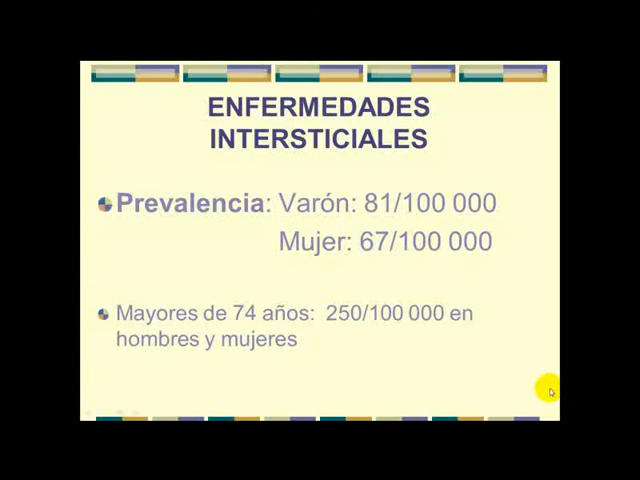 ENFERMEDADES
INTERSTICIALES
Prevalencia: Varón: 81/100 000
Mujer: 67/100 000
Mayores de 74 años: 250/100 000 en
hombres y mujeres